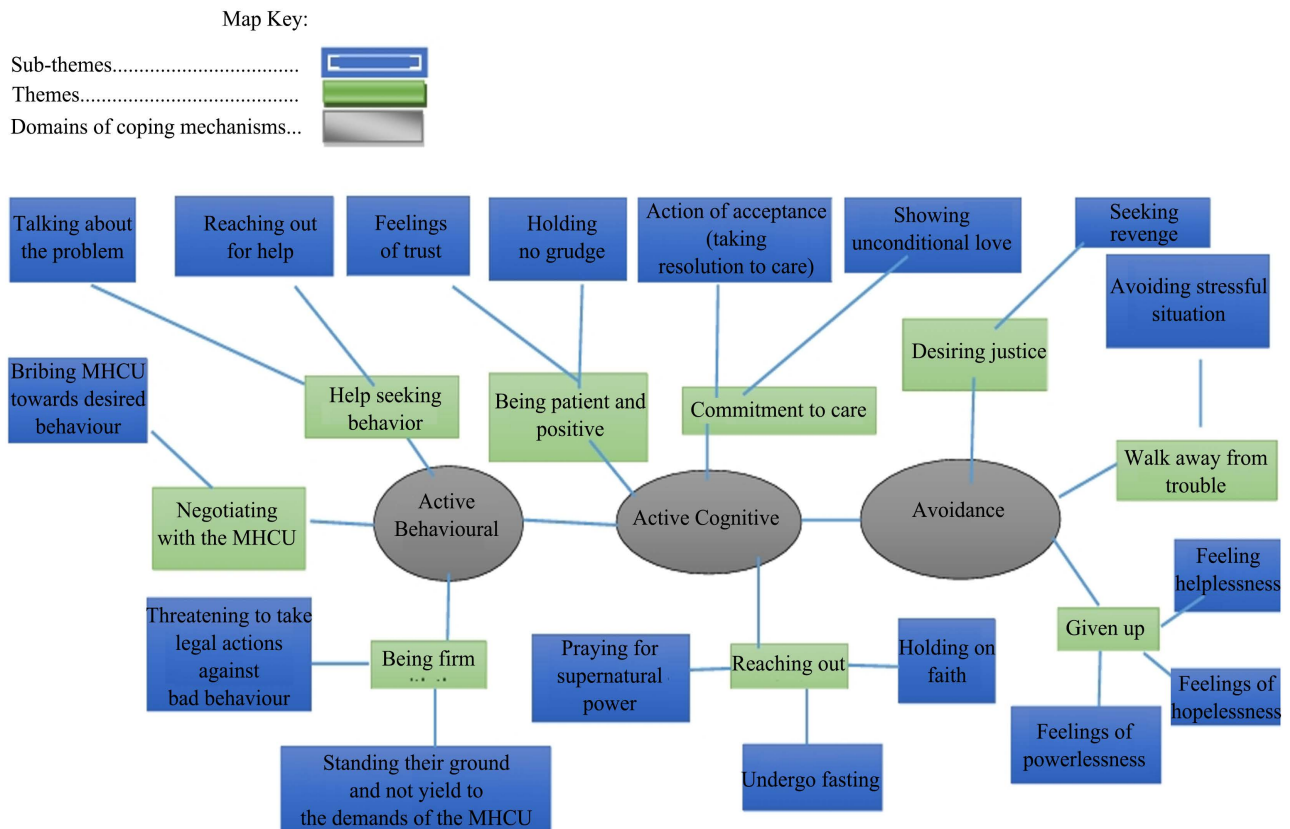 Map Key:
Sub-themes...................................
Themes.........................................
Domains of coping mechanisms...
Talking about
the problem
Reaching out
for help
Feelings
of trust
Holding
no grudge
Action of acceptance
(taking
resolution to care)
Showing
unconditional love
Seeking
revenge
Avoiding stressful
situation
Bribing MHCU
towards desired
behaviour
Help seeking
behavior
Being patient and
positive
Commitment to care
Desiring justice
Walk away from
trouble
Negotiating
with the MHCU
Active
Behavioural
Active Cognitive
Avoidance
Feeling
helplessness
Threatening to take
legal actions
against
bad behaviour
Being firm
Praying for
supernatural
power
Reaching out
Holding on
faith
Given up
Feelings of
hopelessness
Feelings of
powerlessness
Standing their ground
and not yield to
the demands of the MHCU
Undergo fasting